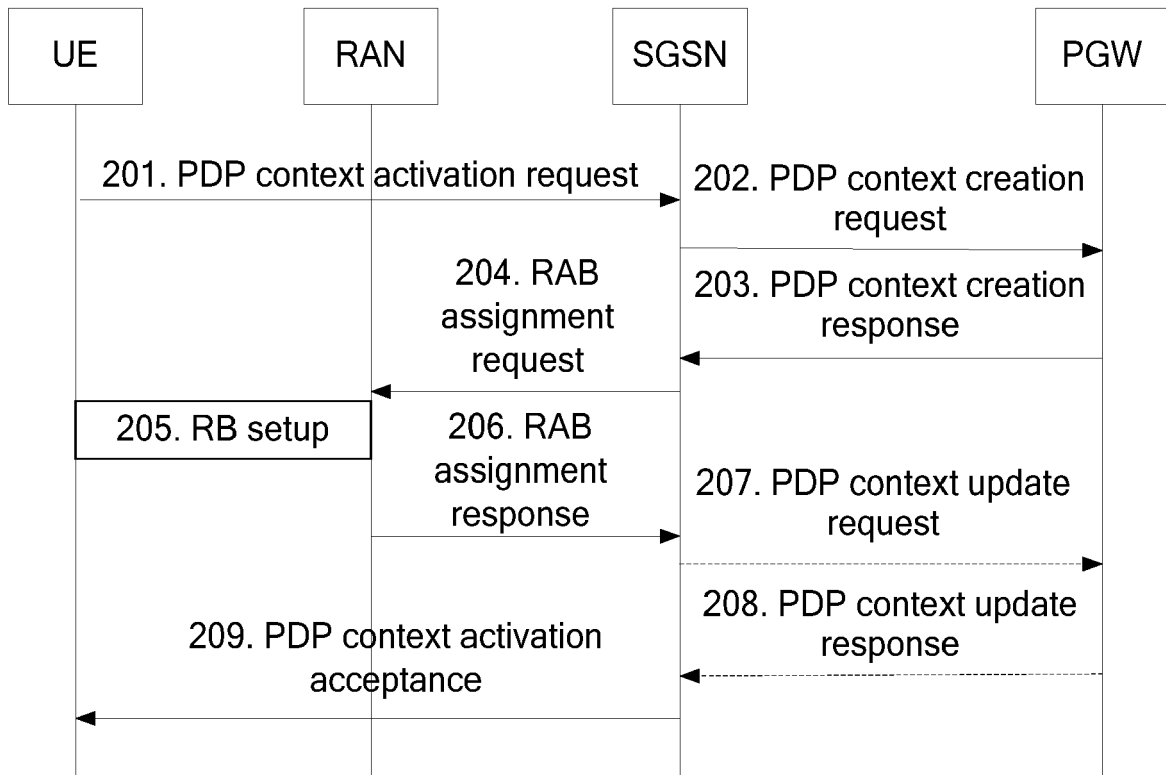 UE
RAN
SGSN
PGW
201. PDP context activation request
202. PDP context creation
request
204. RAB
assignment
request
203. PDP context creation
response
205. RB setup
206. RAB
assignment
response
207. PDP context update
request
208. PDP context update
response
209. PDP context activation
acceptance